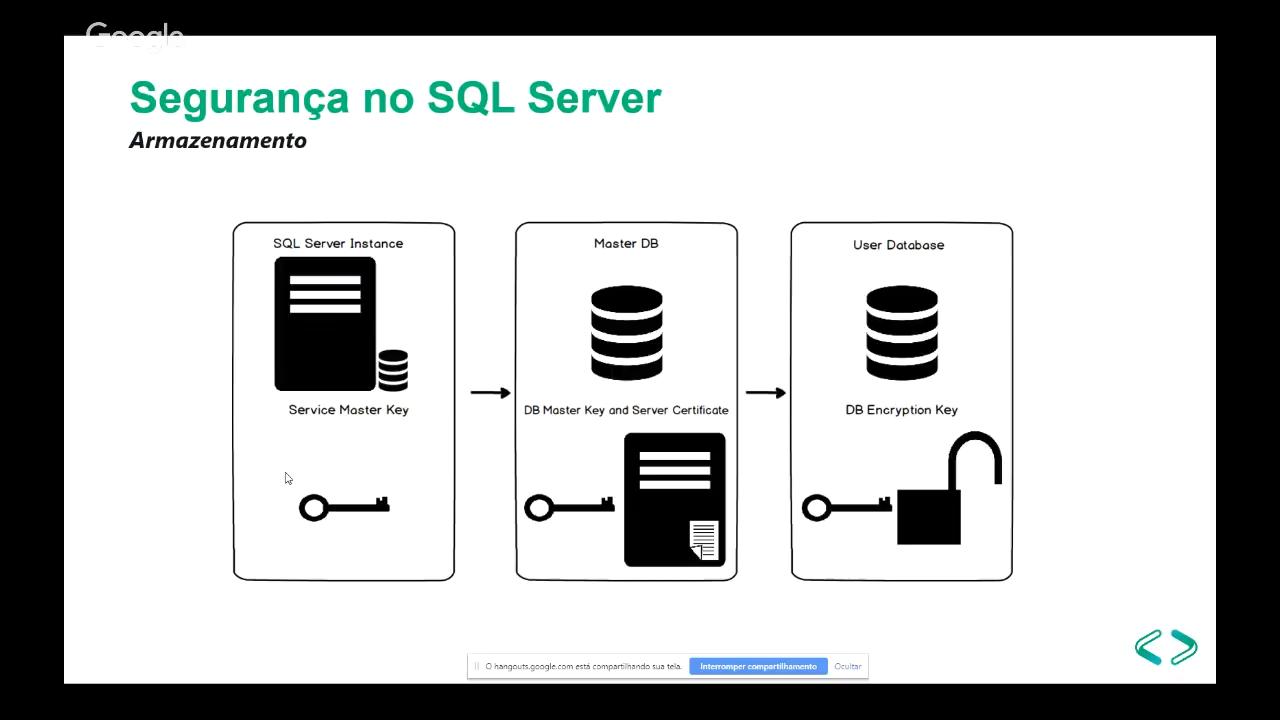 Google
Segurança no SQL Server
Armazenamento
SQL Server Instance
Service Master Key
Master DB
DB Master Key and Server Certificate
User Database
DB Encryption Key
O hangouts.google.com está compartilhando sua tela.
Interromper compartilhamento
Ocultar